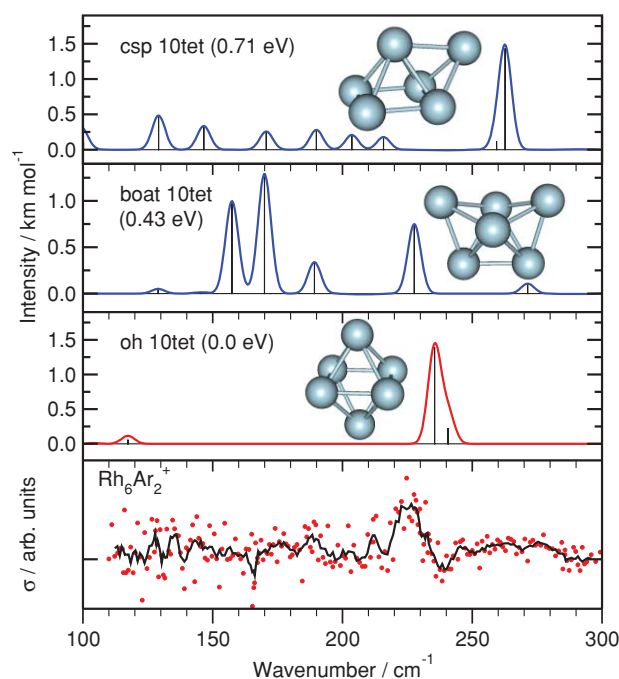 csp 10tet (0.71 eV)
1.5
1.0
0.5
0.0
boat 10tet
(0.43 eV)
1.0
0.5
0.0
Intensity / km mol⁻¹
oh 10tet (0.0 eV)
1.5
1.0
0.5
0.0
Rh₆Ar₂⁺
σ / arb. units
100
150
200
250
300
Wavenumber / cm⁻¹